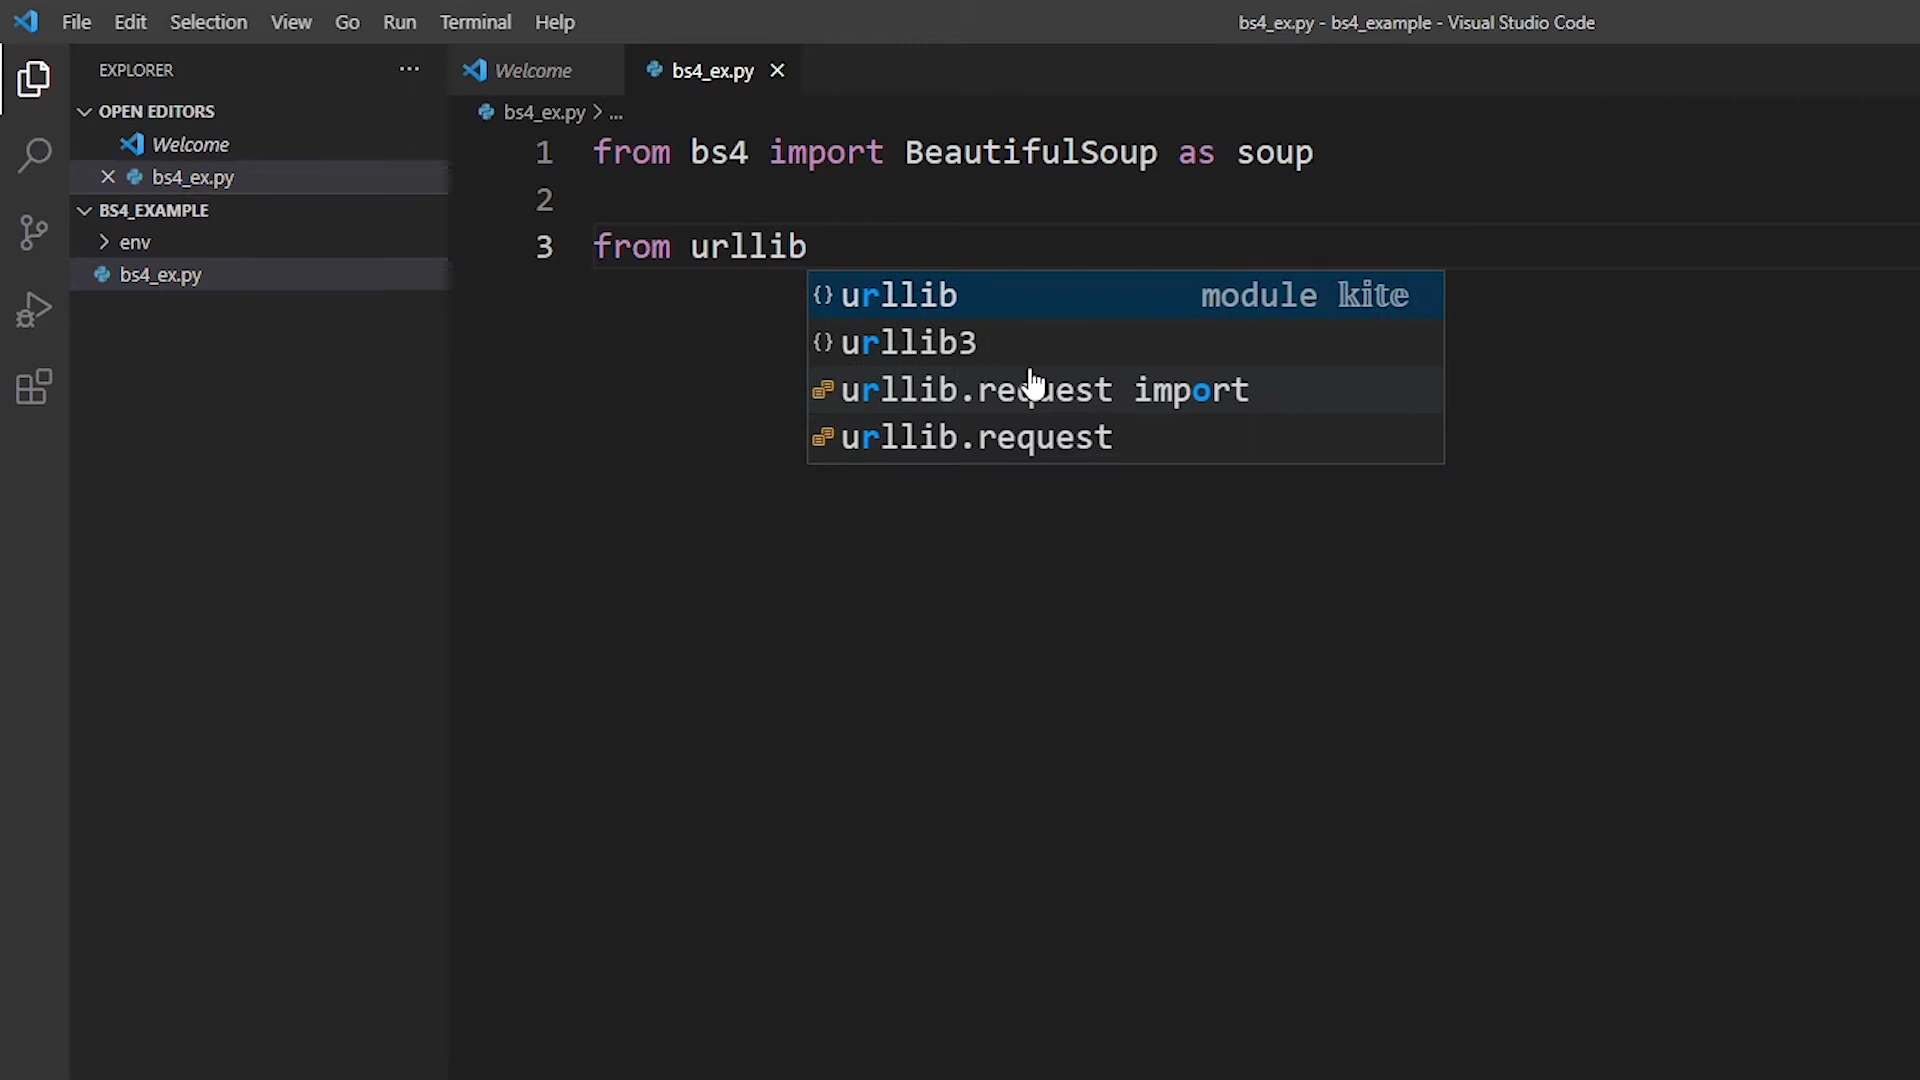 File Edit Selection View Go Run Terminal Help
bs4_ex.py - bs4_example - Visual Studio Code
EXPLORER ...
OPEN EDITORS
Welcome
bs4_ex.py
BS4_EXAMPLE
env
bs4_ex.py
Welcome
bs4_ex.py
bs4_ex.py > ...
1 from bs4 import BeautifulSoup as soup
2
3 from urllib
urllib module kite
urllib3
urllib.request import
urllib.request